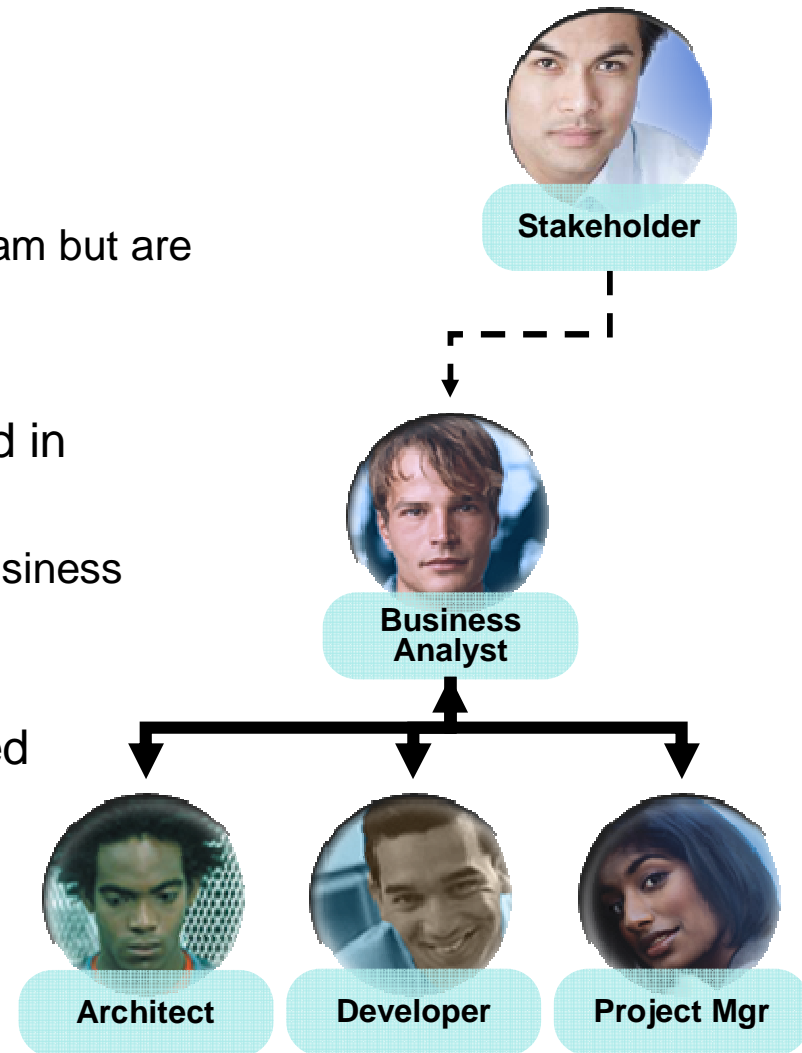 Stakeholder
am but are
d in
siness
Business
Analyst
ed
Architect
Developer
Project Mgr